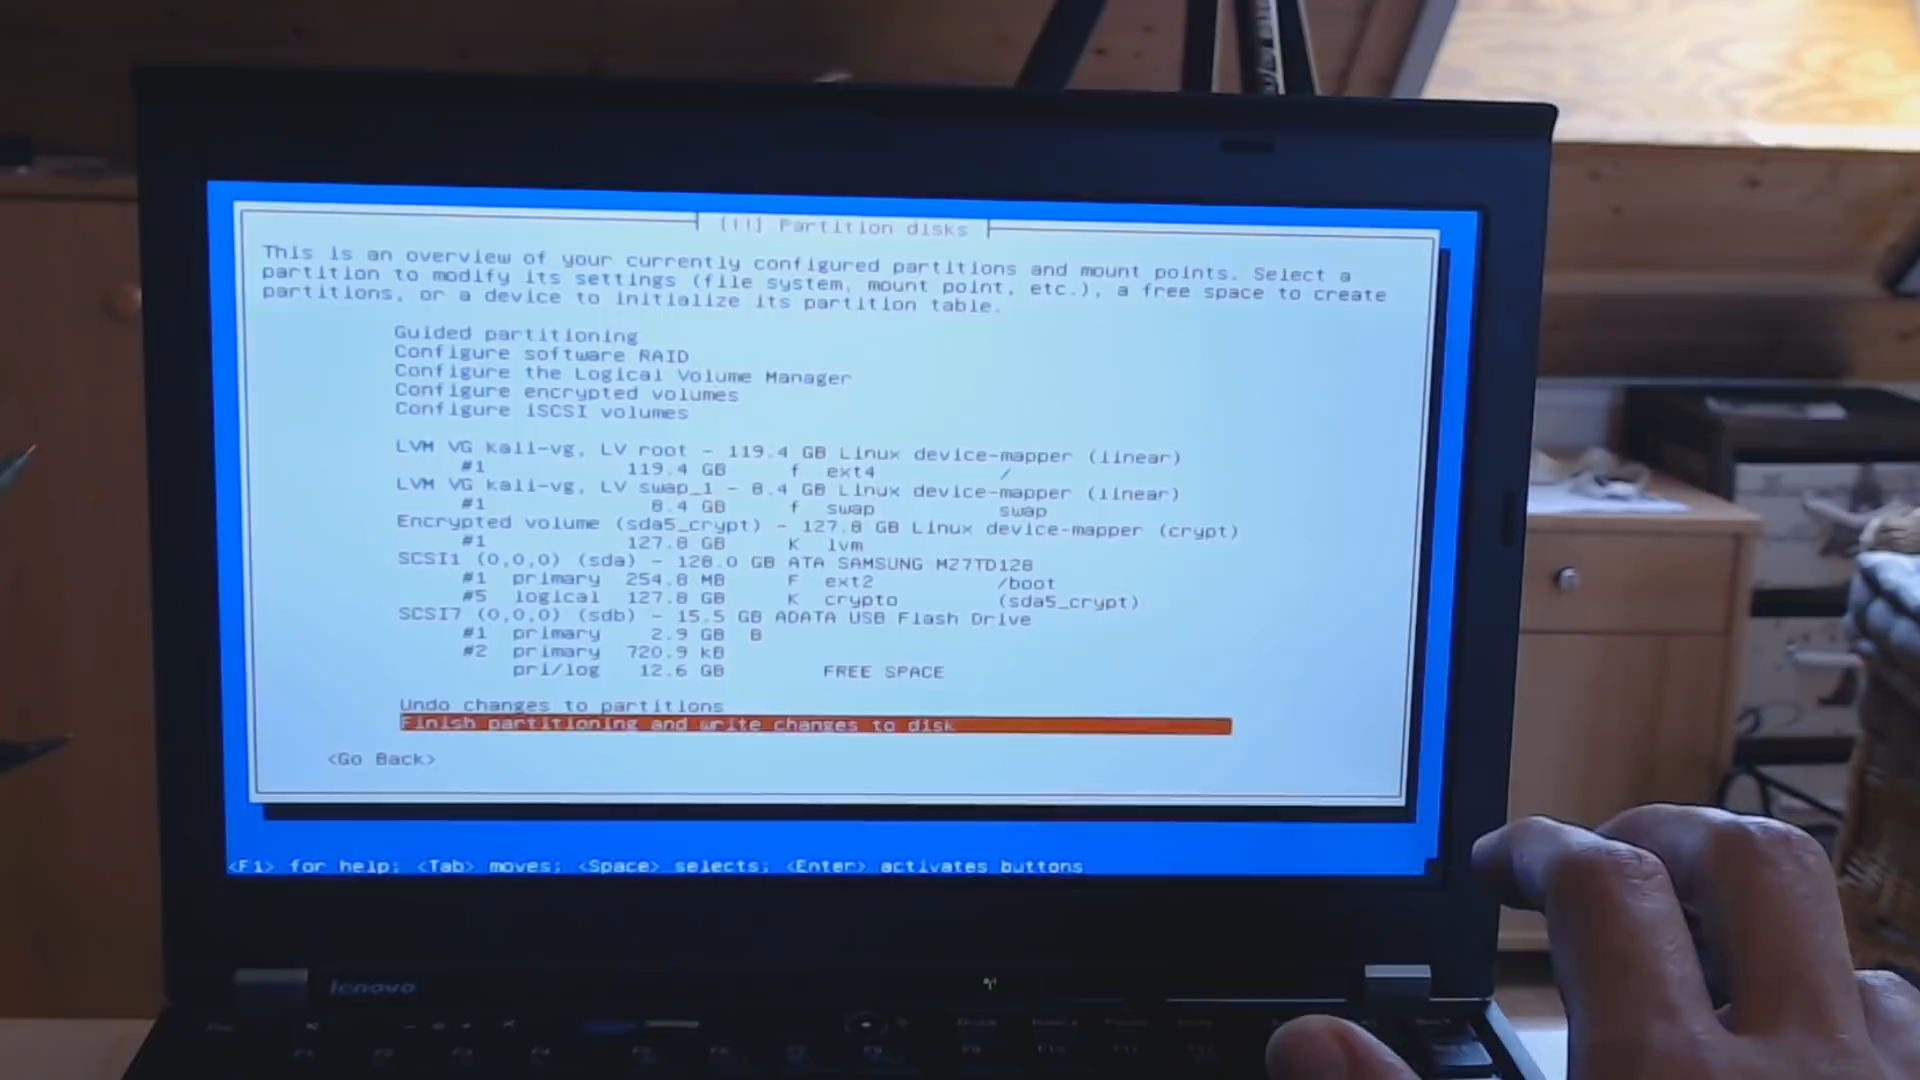 [!!] Partition disks
This is an overview of your currently configured partitions and mount points. Select a
partition to modify its settings (file system, mount point, etc.), a free space to create
partitions, or a device to initialize its partition table.
Guided partitioning
Configure software RAID
Configure the Logical Volume Manager
Configure encrypted volumes
Configure iSCSI volumes
LVM VG kali-vg, LV root - 119.4 GB Linux device-mapper (linear)
#1 119.4 GB f ext4 /
LVM VG kali-vg, LV swap_1 - 8.4 GB Linux device-mapper (linear)
#1 8.4 GB f swap swap
Encrypted volume (sda5_crypt) - 127.8 GB Linux device-mapper (crypt)
#1 127.8 GB K lvm
SCSI1 (0,0,0) (sda) - 128.0 GB ATA SAMSUNG MZ7TD128
#1 primary 254.8 MB F ext2 /boot
#5 logical 127.8 GB K crypto (sda5_crypt)
SCSI7 (0,0,0) (sdb) - 15.5 GB ADATA USB Flash Drive
#1 primary 2.9 GB B
#2 primary 720.9 kB
pri/log 12.6 GB FREE SPACE
Undo changes to partitions
Finish partitioning and write changes to disk
<Go Back>
<F1> for help; <Tab> moves; <Space> selects; <Enter> activates buttons
lenovo